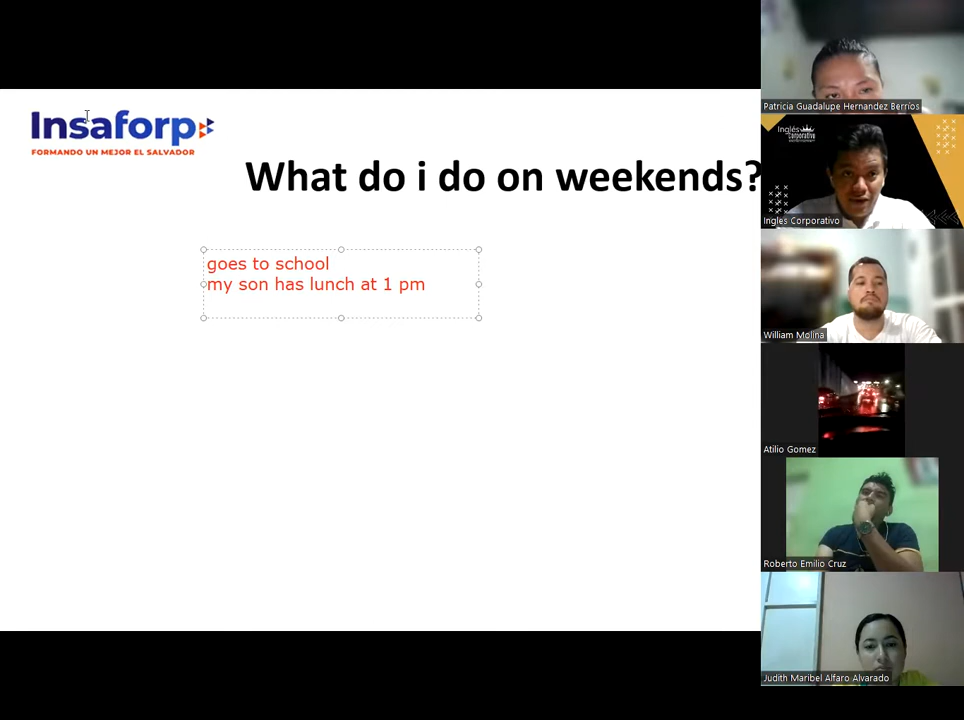 Insaforp
FORMANDO UN MEJOR EL SALVADOR
What do i do on weekends?
goes to school
my son has lunch at 1 pm
Patricia Guadalupe Hernandez Berrios
Inglés
Corporativo
Ingles Corporativo
William Molina
Atilio Gomez
Roberto Emilio Cruz
Judith Maribel Alfaro Alvarado